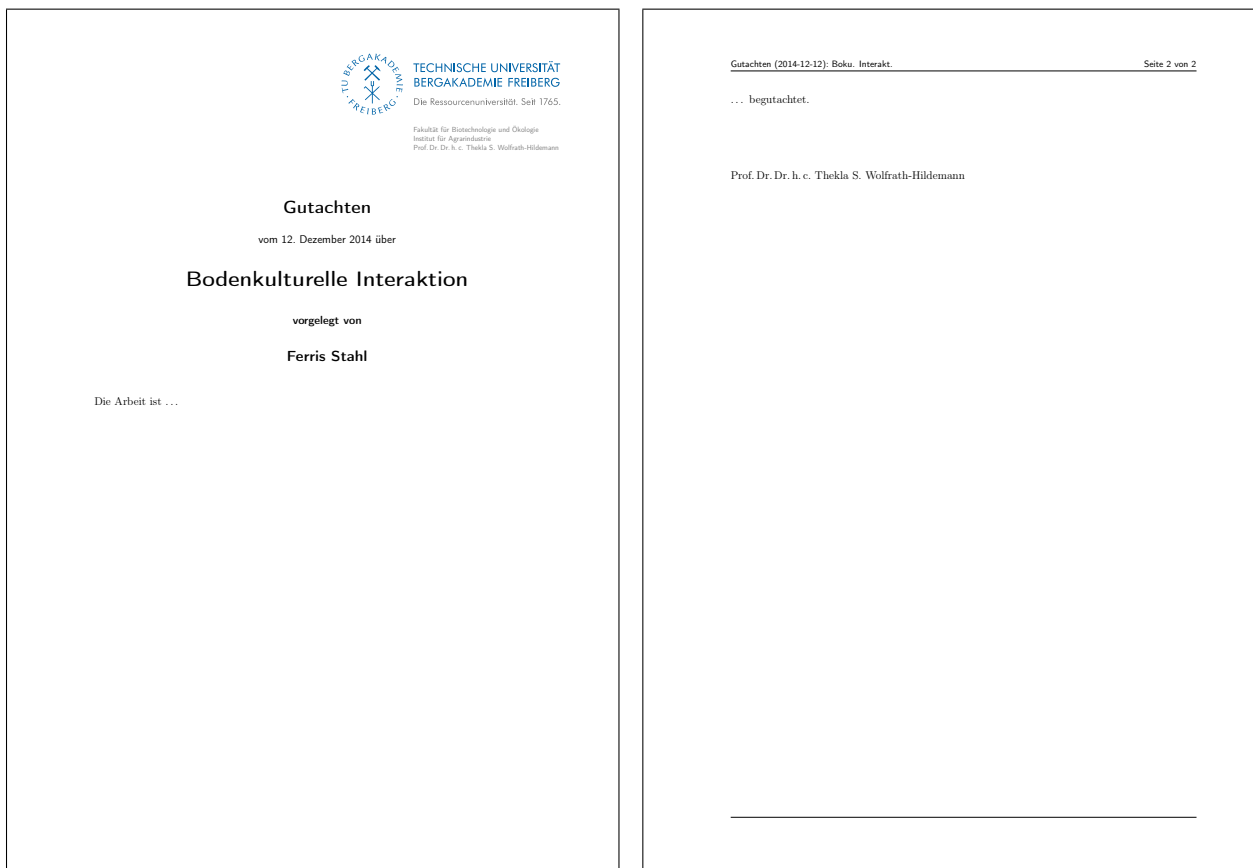 TU BERGAKADEMIE
· FREIBERG ·
TECHNISCHE UNIVERSITÄT
BERGAKADEMIE FREIBERG
Die Ressourcenuniversität. Seit 1765.
Fakultät für Biotechnologie und Ökologie
Institut für Agrarindustrie
Prof. Dr. Dr. h. c. Thekla S. Wolfrath-Hildemann
Gutachten
vom 12. Dezember 2014 über
Bodenkulturelle Interaktion
vorgelegt von
Ferris Stahl
Die Arbeit ist ...
Gutachten (2014-12-12): Boku. Interakt. Seite 2 von 2
... begutachtet.
Prof. Dr. Dr. h. c. Thekla S. Wolfrath-Hildemann